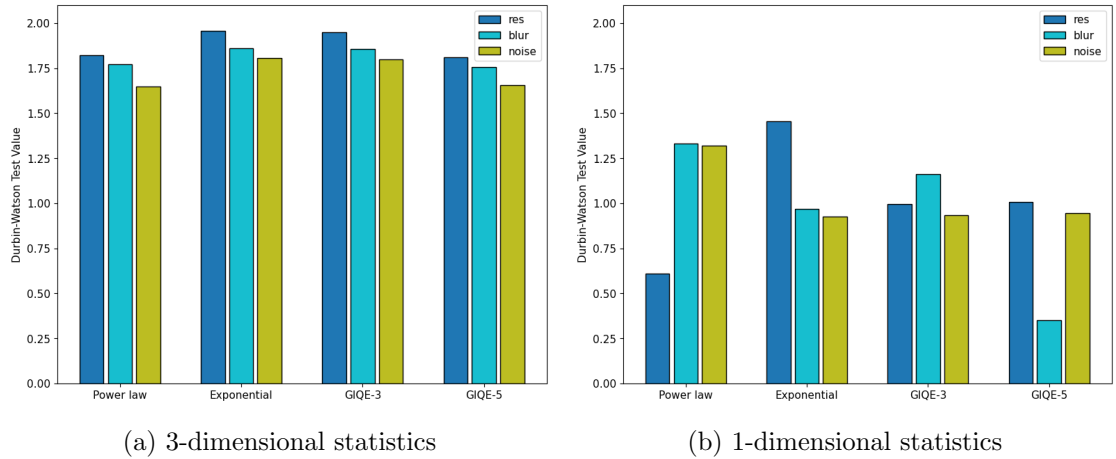 2.00
1.75
1.50
1.25
1.00
0.75
0.50
0.25
0.00
Durbin-Watson Test Value
res
blur
noise
Power law
Exponential
GIQE-3
GIQE-5
(a) 3-dimensional statistics
2.00
1.75
1.50
1.25
1.00
0.75
0.50
0.25
0.00
Durbin-Watson Test Value
res
blur
noise
Power law
Exponential
GIQE-3
GIQE-5
(b) 1-dimensional statistics